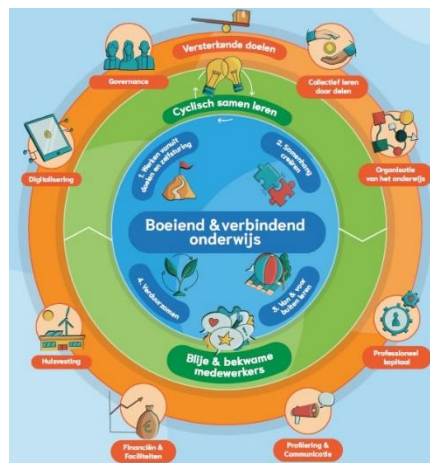 Versterkende doelen
Governance
Collectief leren
door delen
Cyclisch samen leren
1. Werken vanuit
doelen en zelfsturing
2. Samenhang
creëren
Digitalisering
Organisatie
van het onderwijs
Boeiend & verbindend
onderwijs
4. Verduurzamen
3. Van & voor
buiten leren
Huisvesting
Professioneel
kapitaal
Blije & bekwame
medewerkers
Financiën &
Faciliteiten
Profilering &
Communicatie